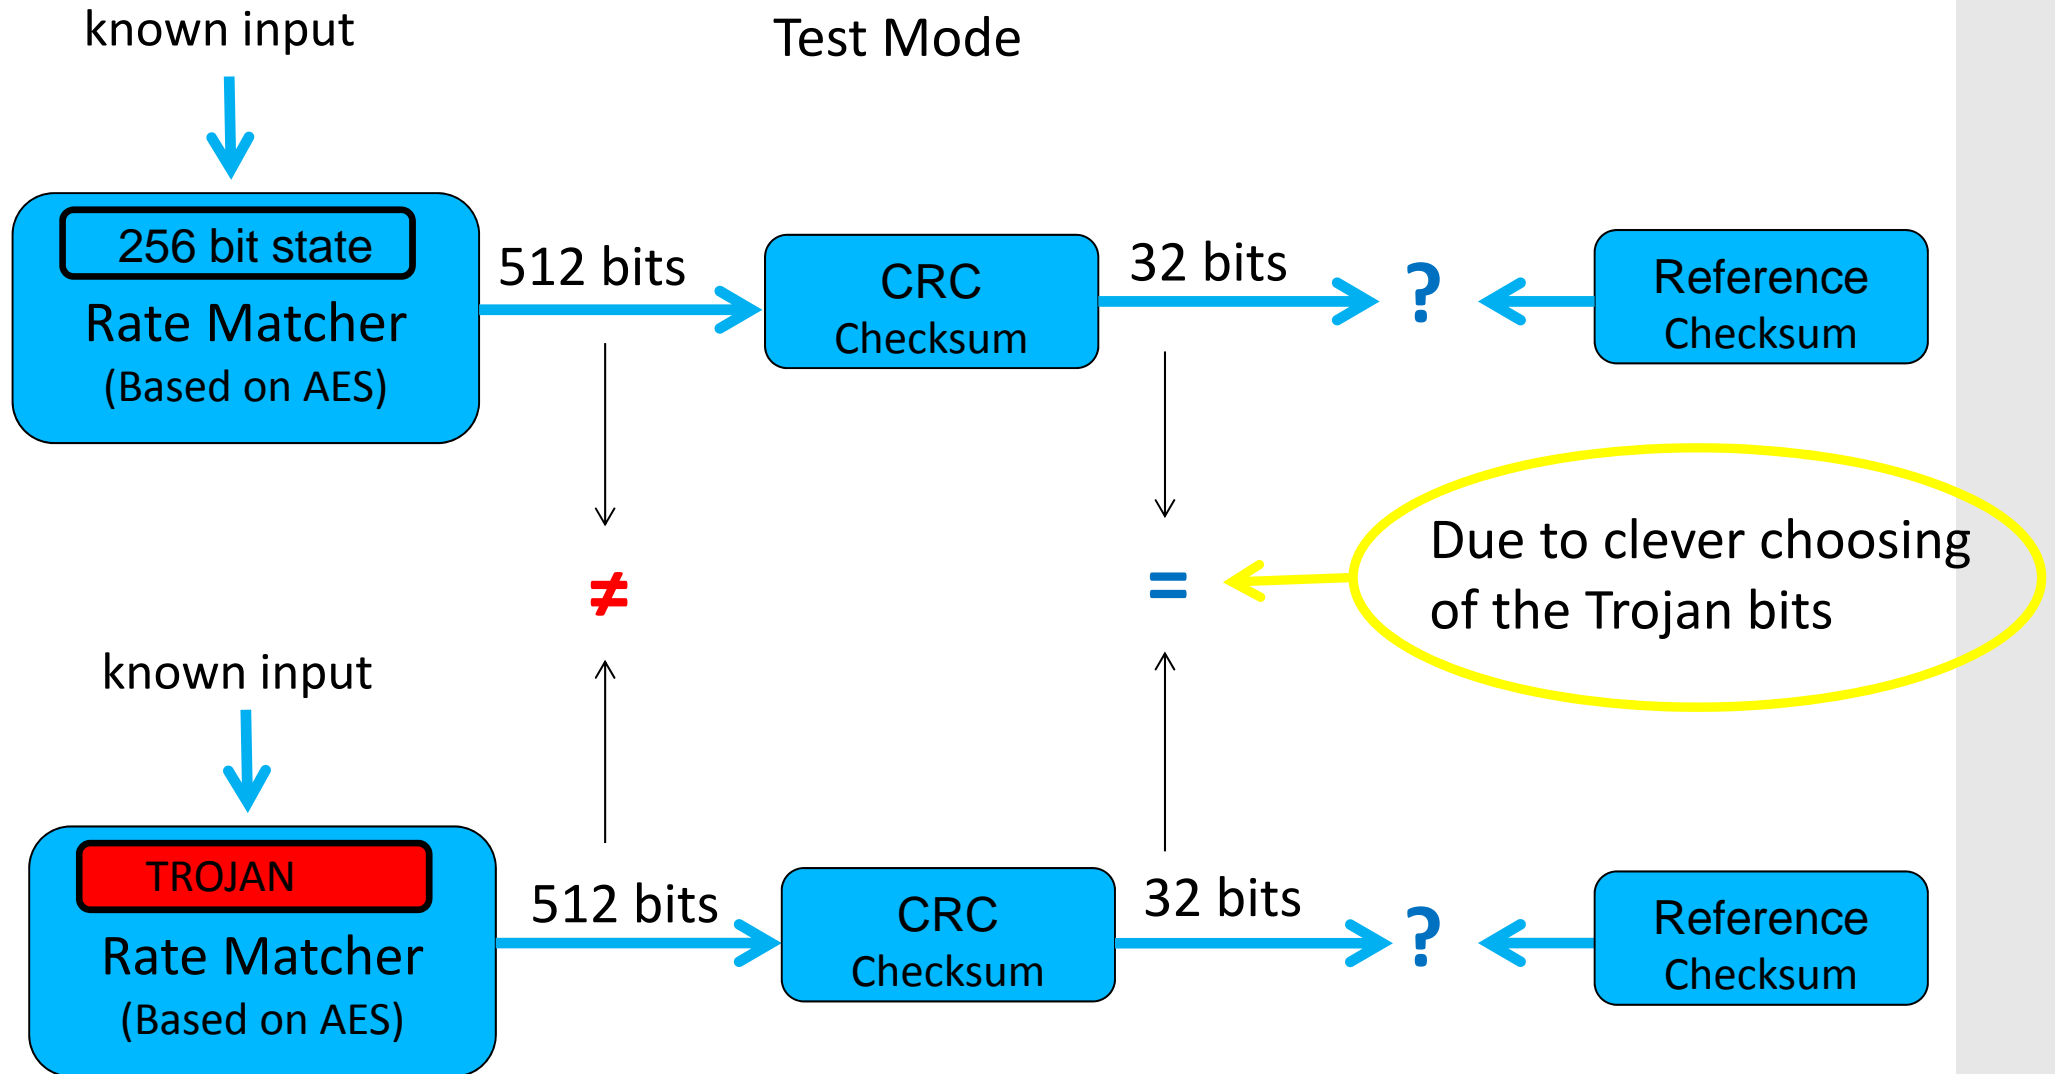 known input
Test Mode
256 bit state
Rate Matcher
(Based on AES)
512 bits
CRC
Checksum
32 bits
?
Reference
Checksum
≠
=
Due to clever choosing
of the Trojan bits
known input
TROJAN
Rate Matcher
(Based on AES)
512 bits
CRC
Checksum
32 bits
?
Reference
Checksum